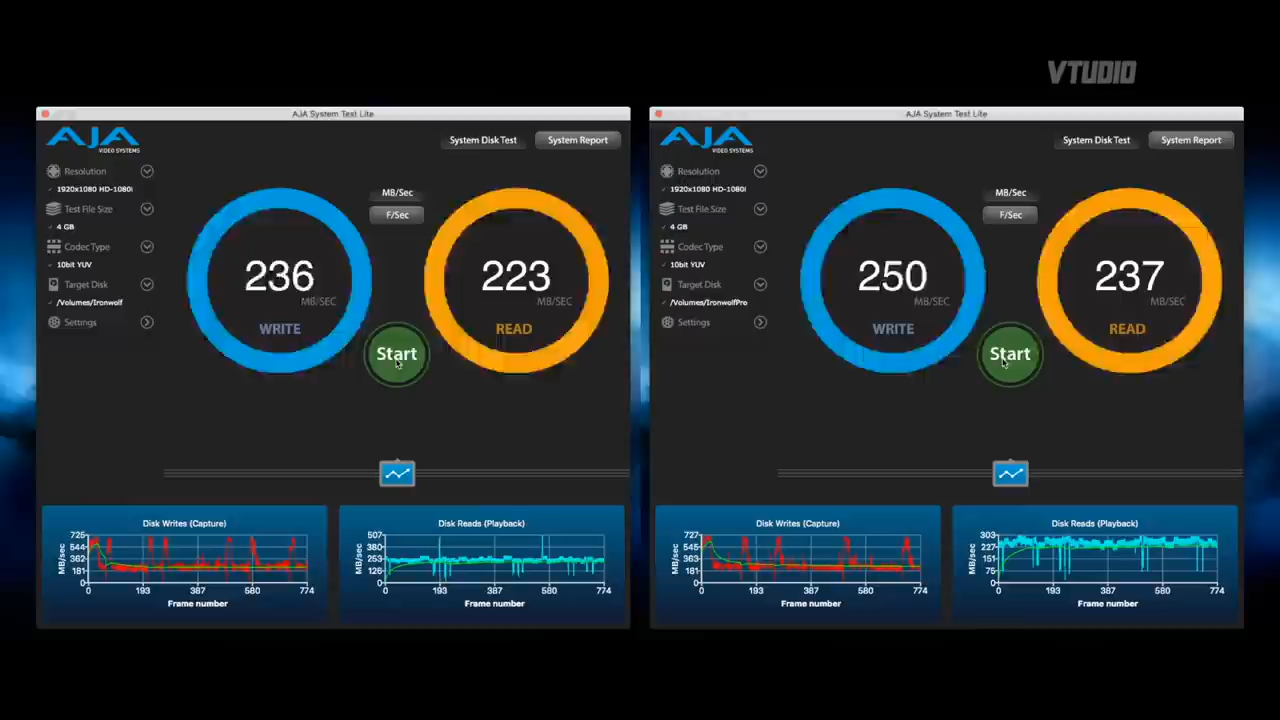 VTUDIO
AJA System Test Lite
AJA
VIDEO SYSTEMS
System Disk Test
System Report
Resolution
1920x1080 HD-1080i
Test File Size
4 GB
Codec Type
10bit YUV
Target Disk
/Volumes/Ironwolf
Settings
MB/Sec
F/Sec
236
MB/SEC
WRITE
223
MB/SEC
READ
Start
Disk Writes (Capture)
MB/sec
725
544
362
181
0
0 193 387 580 774
Frame number
Disk Reads (Playback)
MB/sec
507
380
253
126
0
0 193 387 580 774
Frame number
AJA System Test Lite
AJA
VIDEO SYSTEMS
System Disk Test
System Report
Resolution
1920x1080 HD-1080i
Test File Size
4 GB
Codec Type
10bit YUV
Target Disk
/Volumes/IronwolfPro
Settings
MB/Sec
F/Sec
250
MB/SEC
WRITE
237
MB/SEC
READ
Start
Disk Writes (Capture)
MB/sec
727
545
363
181
0
0 193 387 580 774
Frame number
Disk Reads (Playback)
MB/sec
303
227
151
75
0
0 193 387 580 774
Frame number